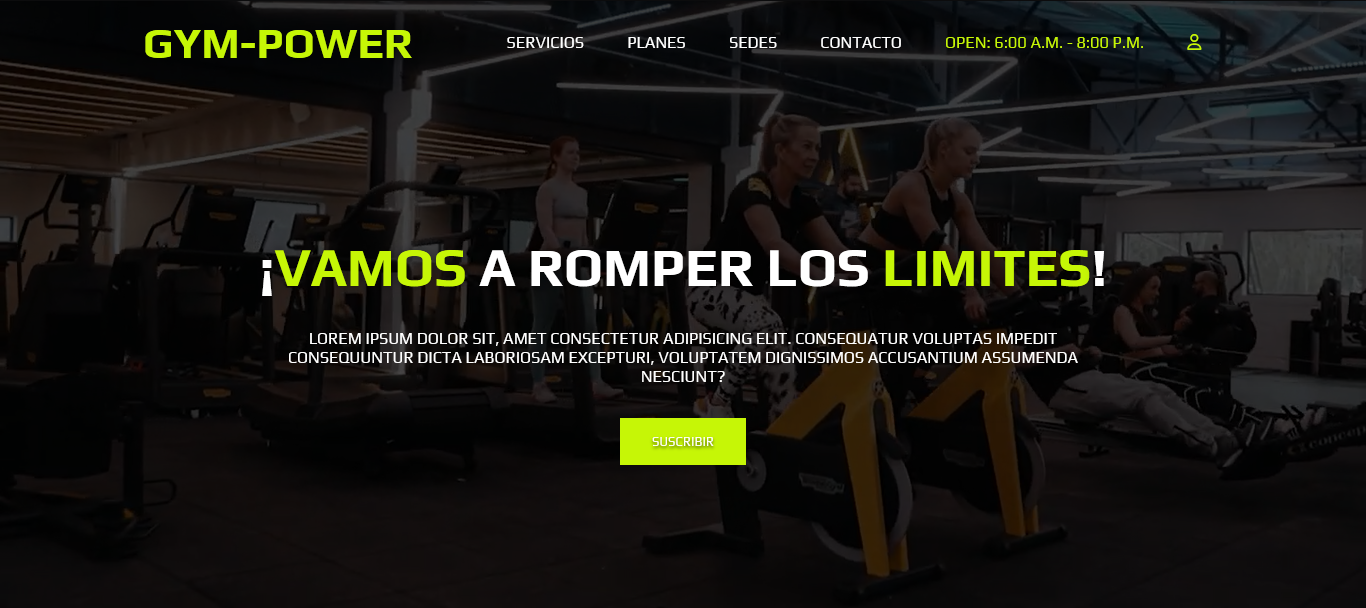 GYM-POWER
SERVICIOS PLANES SEDES CONTACTO OPEN: 6:00 A.M. - 8:00 P.M.
¡VAMOS A ROMPER LOS LIMITES!
LOREM IPSUM DOLOR SIT, AMET CONSECTETUR ADIPISICING ELIT. CONSEQUATUR VOLUPTAS IMPEDIT
CONSEQUUNTUR DICTA LABORIOSAM EXCEPTURI, VOLUPTATEM DIGNISSIMOS ACCUSANTIUM ASSUMENDA
NESCIUNT?
SUSCRIBIR
concept